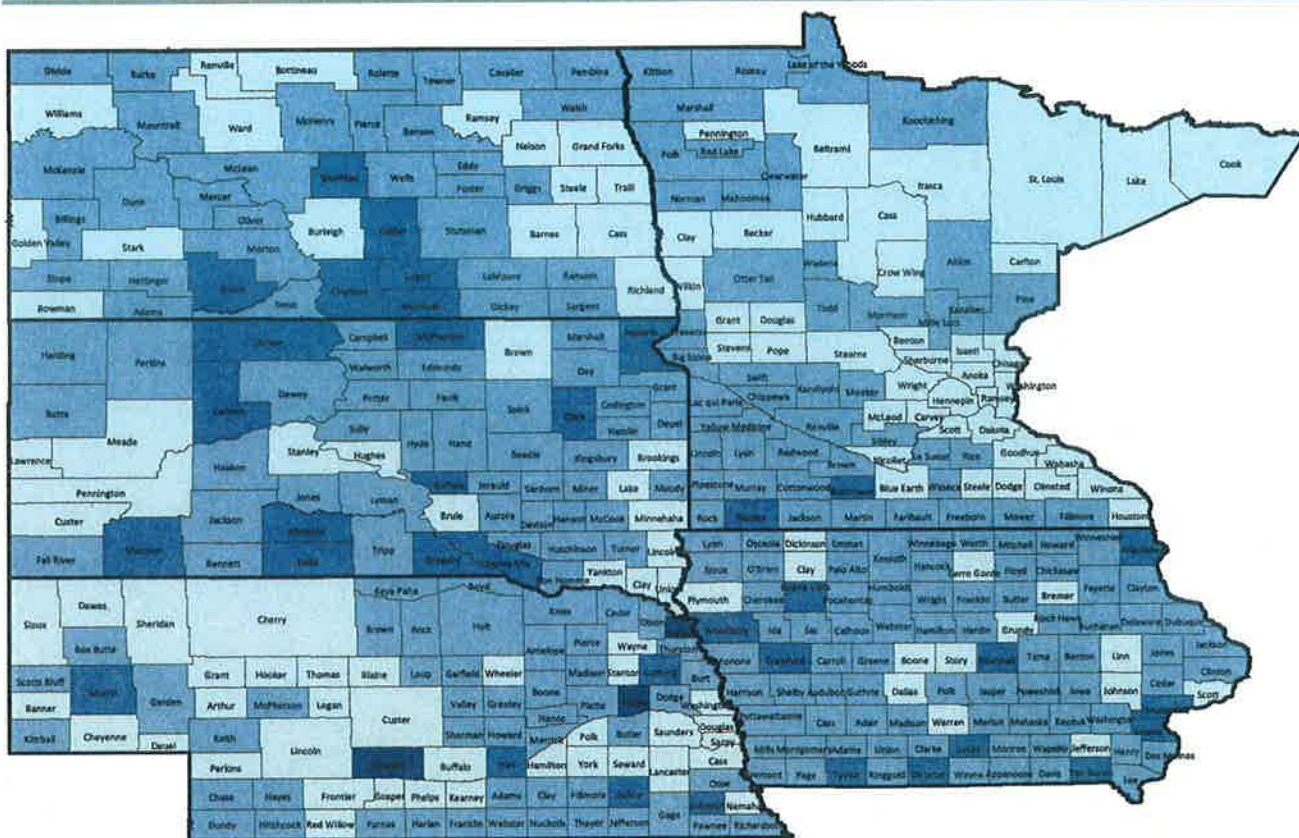 Divide Burke Renville Bottineau Rolette Towner Cavalier Pembina Kittson Roseau Lake of the Woods
Williams Mountrail Ward McHenry Pierce Benson Ramsey Walsh Marshall Koochiching
Pennington Beltrami
Nelson Grand Forks Polk Red Lake Cook
McKenzie McLean Sheridan Wells Eddy Clearwater Itasca St. Louis Lake
Dunn Mercer Foster Griggs Steele Traill Norman Mahnomen
Billings Oliver Hubbard Cass
Golden Valley Stark Burleigh Kidder Stutsman Barnes Cass Clay Becker
Morton Wadena Crow Wing Aitkin Carlton
Slope Hettinger Grant Emmons Logan LaMoure Ransom Richland Wilkin Otter Tail
Bowman Adams Sioux McIntosh Dickey Sargent Todd Morrison Mille Lacs Kanabec Pine
Grant Douglas
Harding Perkins Corson Campbell McPherson Brown Marshall Roberts Traverse Stevens Pope Stearns Benton Isanti Chisago
Walworth Edmunds Day Big Stone Sherburne Anoka
Dewey Swift Wright Washington
Butte Ziebach Potter Faulk Spink Clark Codington Grant Lac qui Parle Chippewa Kandiyohi Meeker Hennepin Ramsey
Meade Sully Hyde Hand Hamlin Deuel Yellow Medicine Renville McLeod Carver Scott Dakota
Lawrence Haakon Stanley Hughes Beadle Kingsbury Brookings Lincoln Lyon Redwood Sibley Nicollet Le Sueur Rice Goodhue Wabasha
Pennington Jones Lyman Buffalo Jerauld Sanborn Miner Lake Moody Pipestone Murray Cottonwood Brown Blue Earth Waseca Steele Dodge Olmsted Winona
Custer Jackson Brule Aurora Davison Hanson McCook Minnehaha Rock Nobles Jackson Martin Faribault Freeborn Mower Fillmore Houston
Fall River Shannon Bennett Todd Tripp Gregory Douglas Hutchinson Turner Lincoln Lyon Osceola Dickinson Emmet Winnebago Worth Mitchell Howard Winneshiek
Charles Mix Bon Homme Yankton Clay Union Sioux O'Brien Clay Palo Alto Kossuth Hancock Cerro Gordo Floyd Chickasaw
Sioux Dawes Sheridan Cherry Keya Paha Boyd Knox Cedar Dixon Plymouth Cherokee Buena Vista Pocahontas Humboldt Wright Franklin Butler Bremer Fayette Clayton
Box Butte Brown Rock Holt Antelope Pierce Wayne Thurston Woodbury Ida Sac Calhoun Webster Hamilton Hardin Grundy Black Hawk Buchanan Delaware Dubuque
Scotts Bluff Morrill Garden Grant Hooker Thomas Blaine Loup Garfield Wheeler Madison Stanton Burt Monona Crawford Carroll Greene Boone Story Marshall Tama Benton Linn Jones Jackson
Banner Arthur McPherson Logan Custer Valley Greeley Boone Platte Dodge Washington Harrison Shelby Audubon Guthrie Dallas Polk Jasper Poweshiek Iowa Johnson Cedar Clinton Scott
Kimball Cheyenne Deuel Keith Lincoln Sherman Howard Nance Merrick Polk Butler Saunders Douglas Sarpy Pottawattamie Cass Adair Madison Warren Marion Mahaska Keokuk Washington
Perkins Buffalo Hall Hamilton York Seward Lancaster Cass Otoe Mills Montgomery Adams Union Clarke Lucas Monroe Wapello Jefferson Henry Des Moines
Chase Hayes Frontier Gosper Phelps Kearney Adams Clay Fillmore Saline Gage Nemaha Fremont Page Taylor Ringgold Decatur Wayne Appanoose Davis Van Buren Lee
Dundy Hitchcock Red Willow Furnas Harlan Franklin Webster Nuckolls Thayer Jefferson Pawnee Richardson